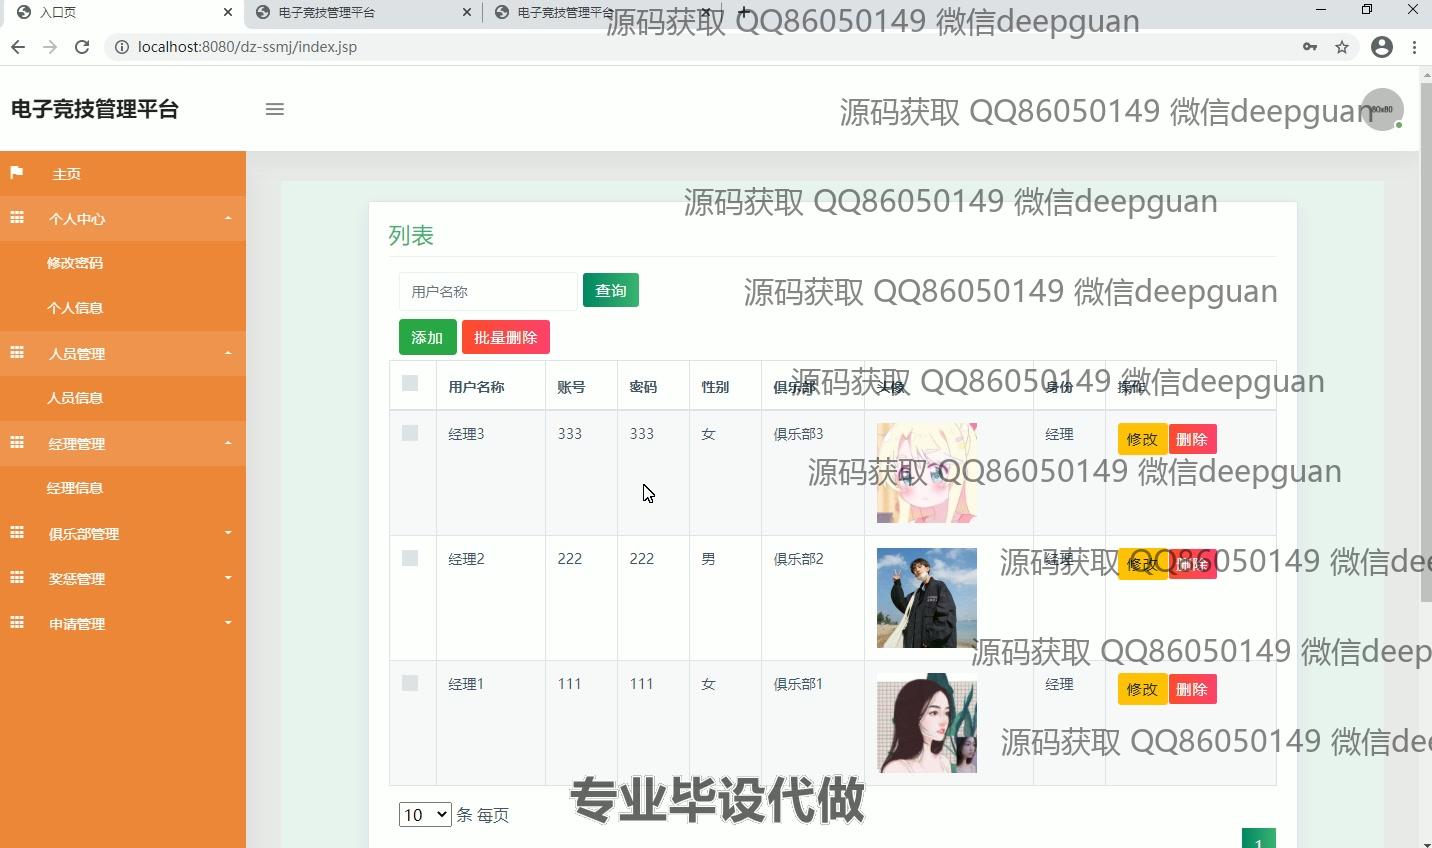 入口页
电子竞技管理平台
电子竞技管理平台
源码获取 QQ86050149 微信deepguan
localhost:8080/dz-ssmj/index.jsp
电子竞技管理平台
源码获取 QQ86050149 微信deepguan
80x80
主页
个人中心
修改密码
个人信息
人员管理
人员信息
经理管理
经理信息
俱乐部管理
奖惩管理
申请管理
源码获取 QQ86050149 微信deepguan
列表
用户名称
查询
源码获取 QQ86050149 微信deepguan
添加
批量删除
用户名称 账号 密码 性别 俱乐部 头像 身份 操作
源码获取 QQ86050149 微信deepguan
经理3 333 333 女 俱乐部3 经理 修改 删除
源码获取 QQ86050149 微信deepguan
经理2 222 222 男 俱乐部2 经理 修改 删除
源码获取 QQ86050149 微信dee
源码获取 QQ86050149 微信deep
经理1 111 111 女 俱乐部1 经理 修改 删除
源码获取 QQ86050149 微信dee
专业毕设代做
10 条 每页
1